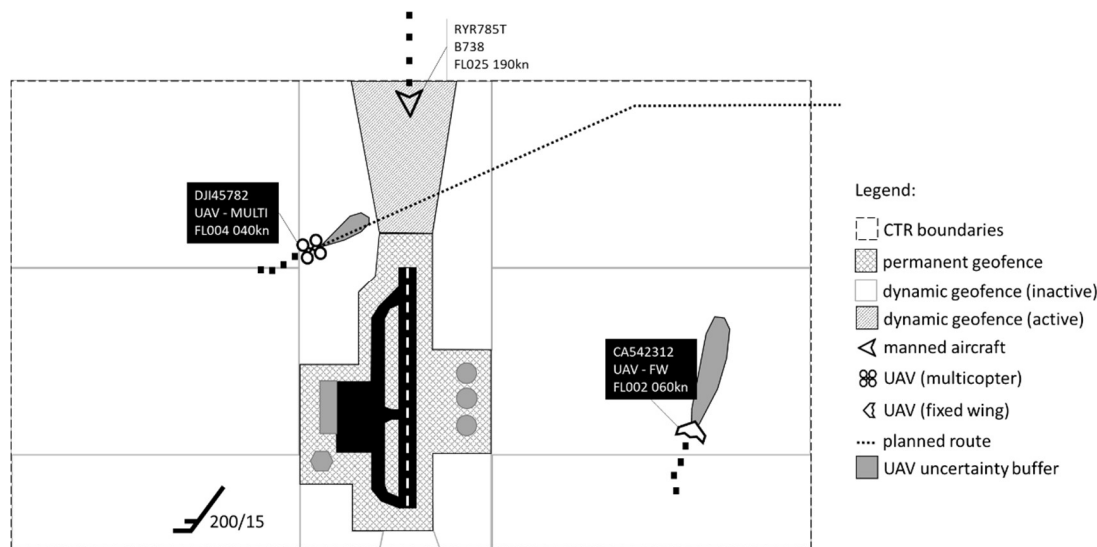 RYR785T
B738
FL025 190kn
DJI45782
UAV - MULTI
FL004 040kn
CA542312
UAV - FW
FL002 060kn
200/15
Legend:
CTR boundaries
permanent geofence
dynamic geofence (inactive)
dynamic geofence (active)
manned aircraft
UAV (multicopter)
UAV (fixed wing)
planned route
UAV uncertainty buffer